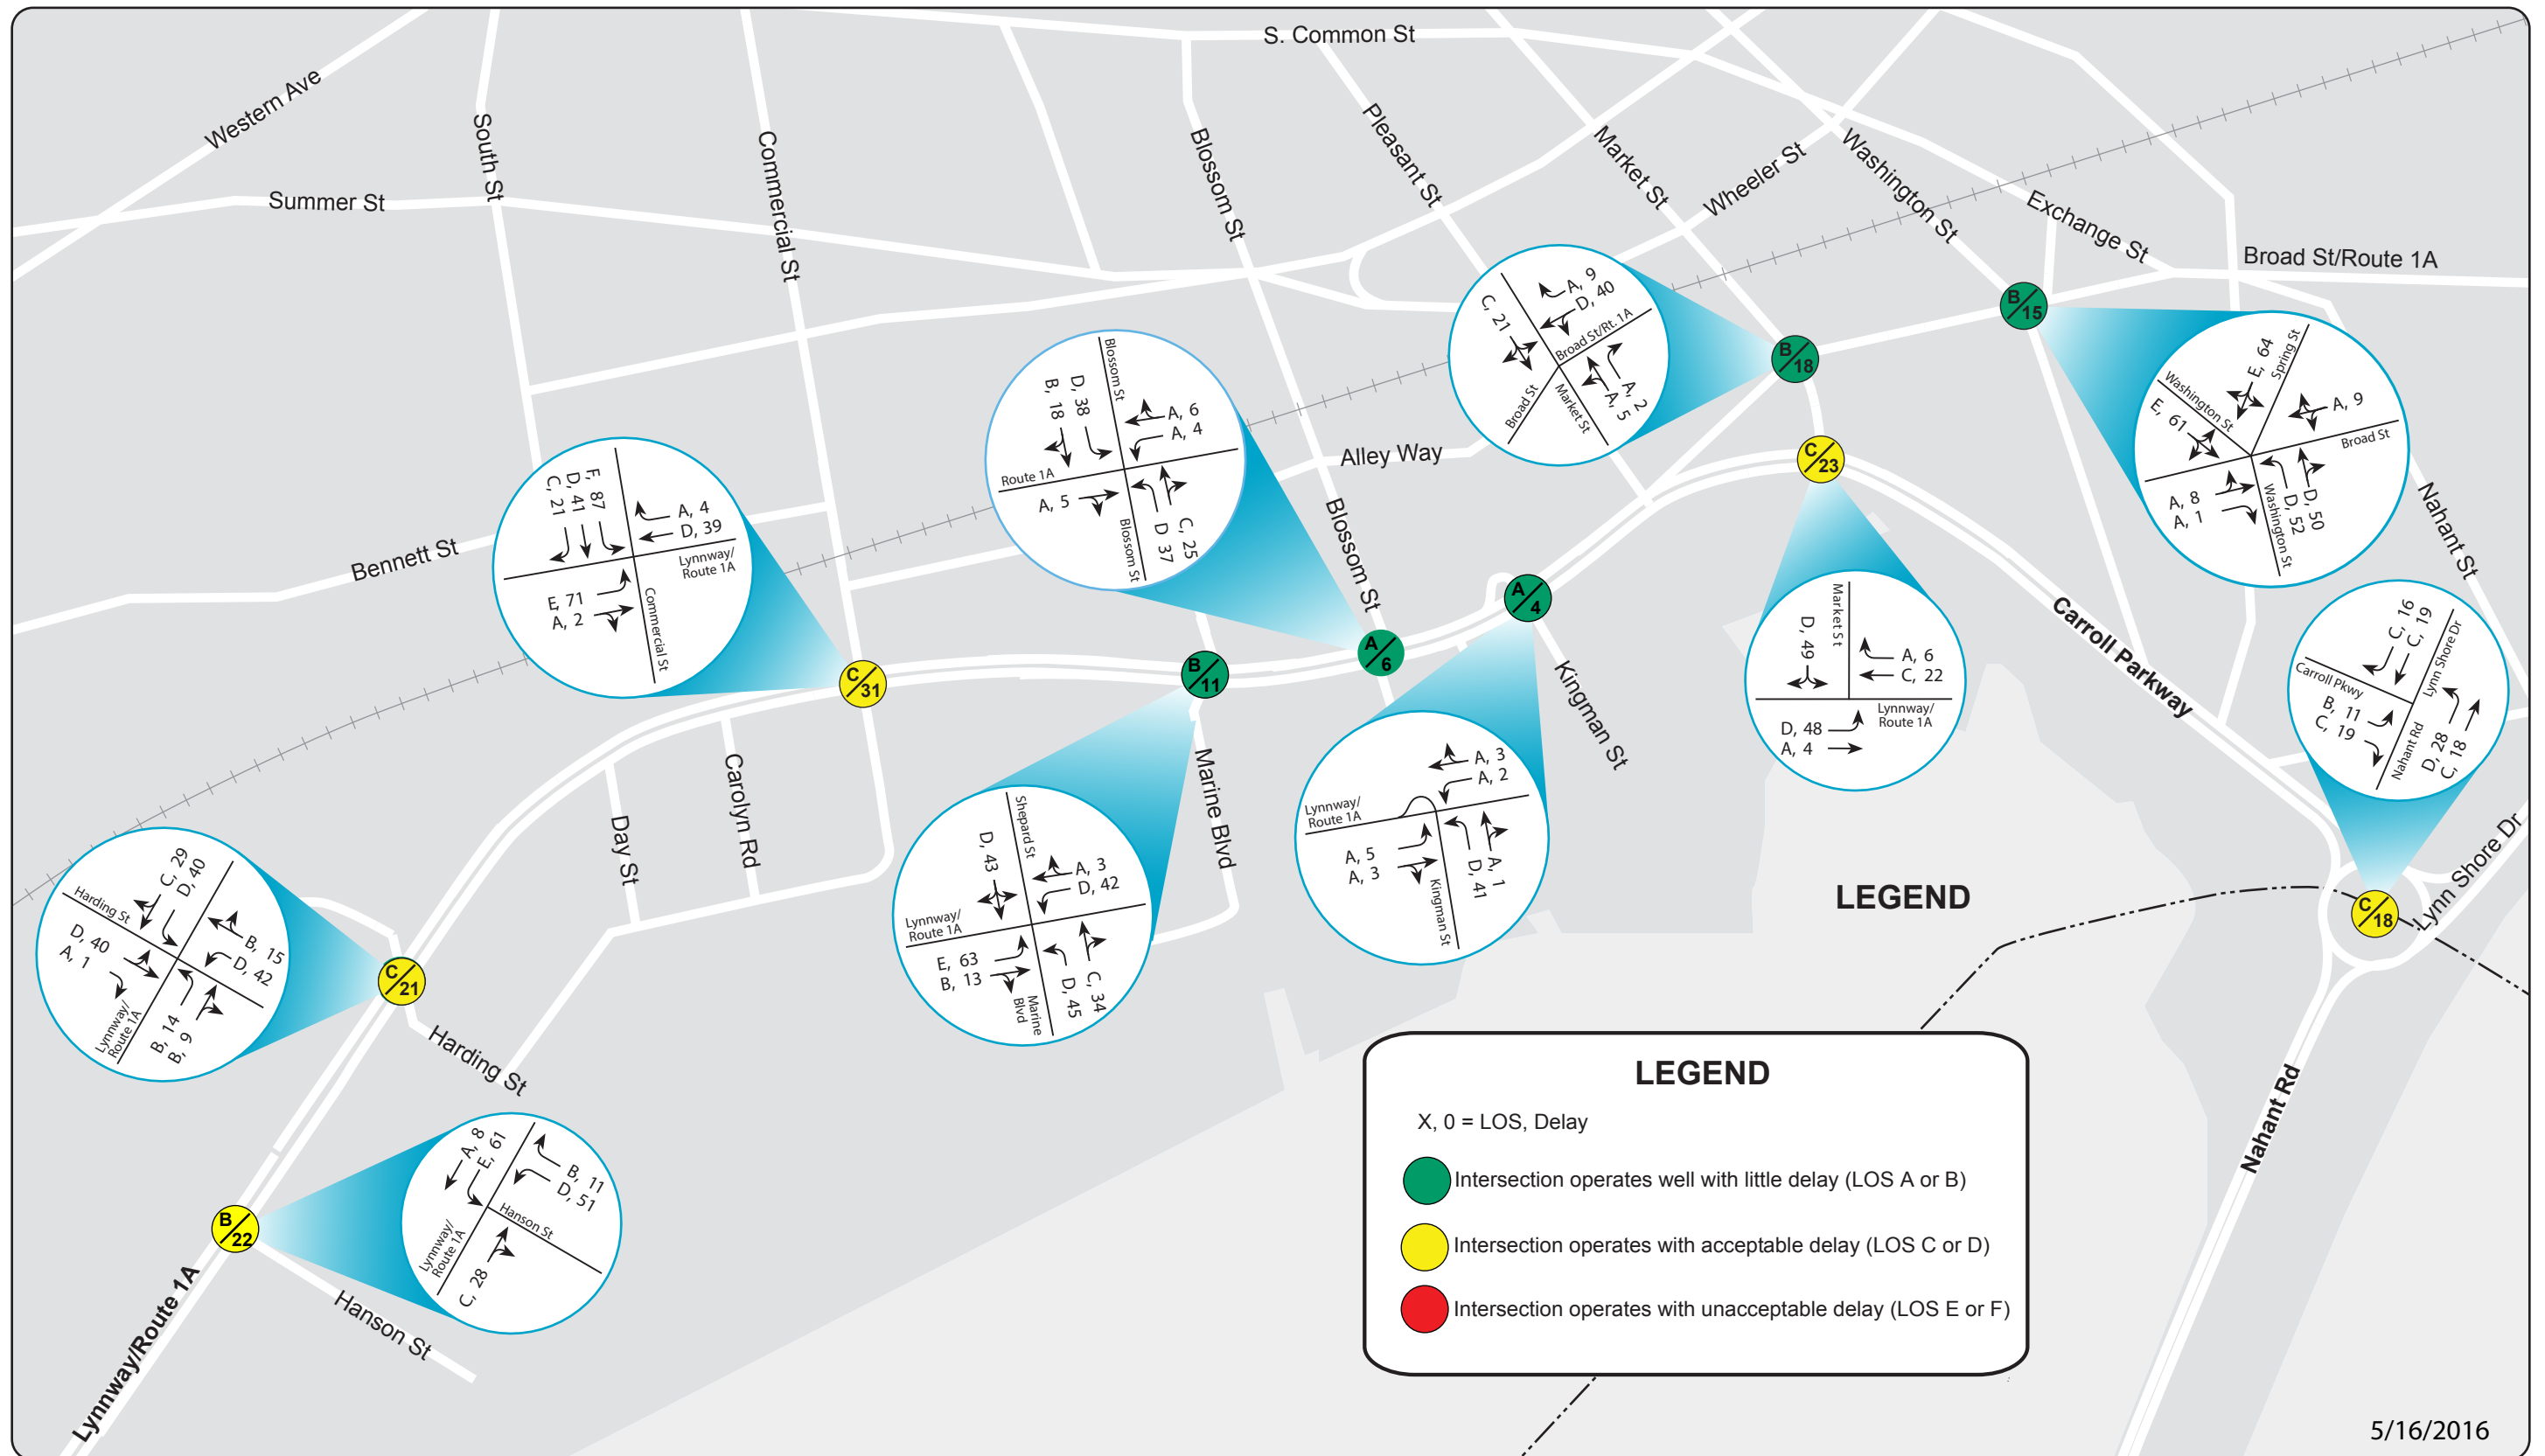 S. Common St
Western Ave
South St
Commercial St
Blossom St
Pleasant St
Market St
Wheeler St
Washington St
Exchange St
Broad St/Route 1A
Summer St
Bennett St
Alley Way
Blossom St
Kingman St
Nahant St
Carroll Parkway
Carolyn Rd
Day St
Marine Blvd
Harding St
Hanson St
Lynnway/Route 1A
Nahant Rd
Lynn Shore Dr
B/15
B/18
C/23
A/4
A/6
B/11
C/31
C/21
B/22
C/18
F, 87
D, 41
C, 21
A, 4
D, 39
Lynnway/
Route 1A
E, 71
A, 2
Commercial St
Blossom St
D, 38
B, 18
A, 6
A, 4
Route 1A
A, 5
Blossom St
D 37
C, 25
A, 9
D, 40
C, 21
Broad St/Rt. 1A
Broad St
Market St
A, 2
A, 5
E, 64
Spring St
Washington St
E, 61
A, 9
Broad St
A, 8
A, 1
Washington St
D, 52
D, 50
Market St
D, 49
A, 6
C, 22
Lynnway/
Route 1A
D, 48
A, 4
C, 16
C, 19
Lynn Shore Dr
Carroll Pkwy
B, 11
C, 19
Nahant Rd
D, 28
C, 18
A, 3
A, 2
Lynnway/
Route 1A
A, 5
A, 3
Kingman St
D, 41
A, 1
Shepard St
D, 43
A, 3
D, 42
Lynnway/
Route 1A
E, 63
B, 13
Marine
Blvd
D, 45
C, 34
C, 29
D, 40
Harding St
D, 40
A, 1
B, 15
D, 42
Lynnway/
Route 1A
B, 14
B, 9
A, 8
E, 61
B, 11
D, 51
Hanson St
Lynnway/
Route 1A
C, 28
LEGEND
LEGEND
X, 0 = LOS, Delay
Intersection operates well with little delay (LOS A or B)
Intersection operates with acceptable delay (LOS C or D)
Intersection operates with unacceptable delay (LOS E or F)
5/16/2016